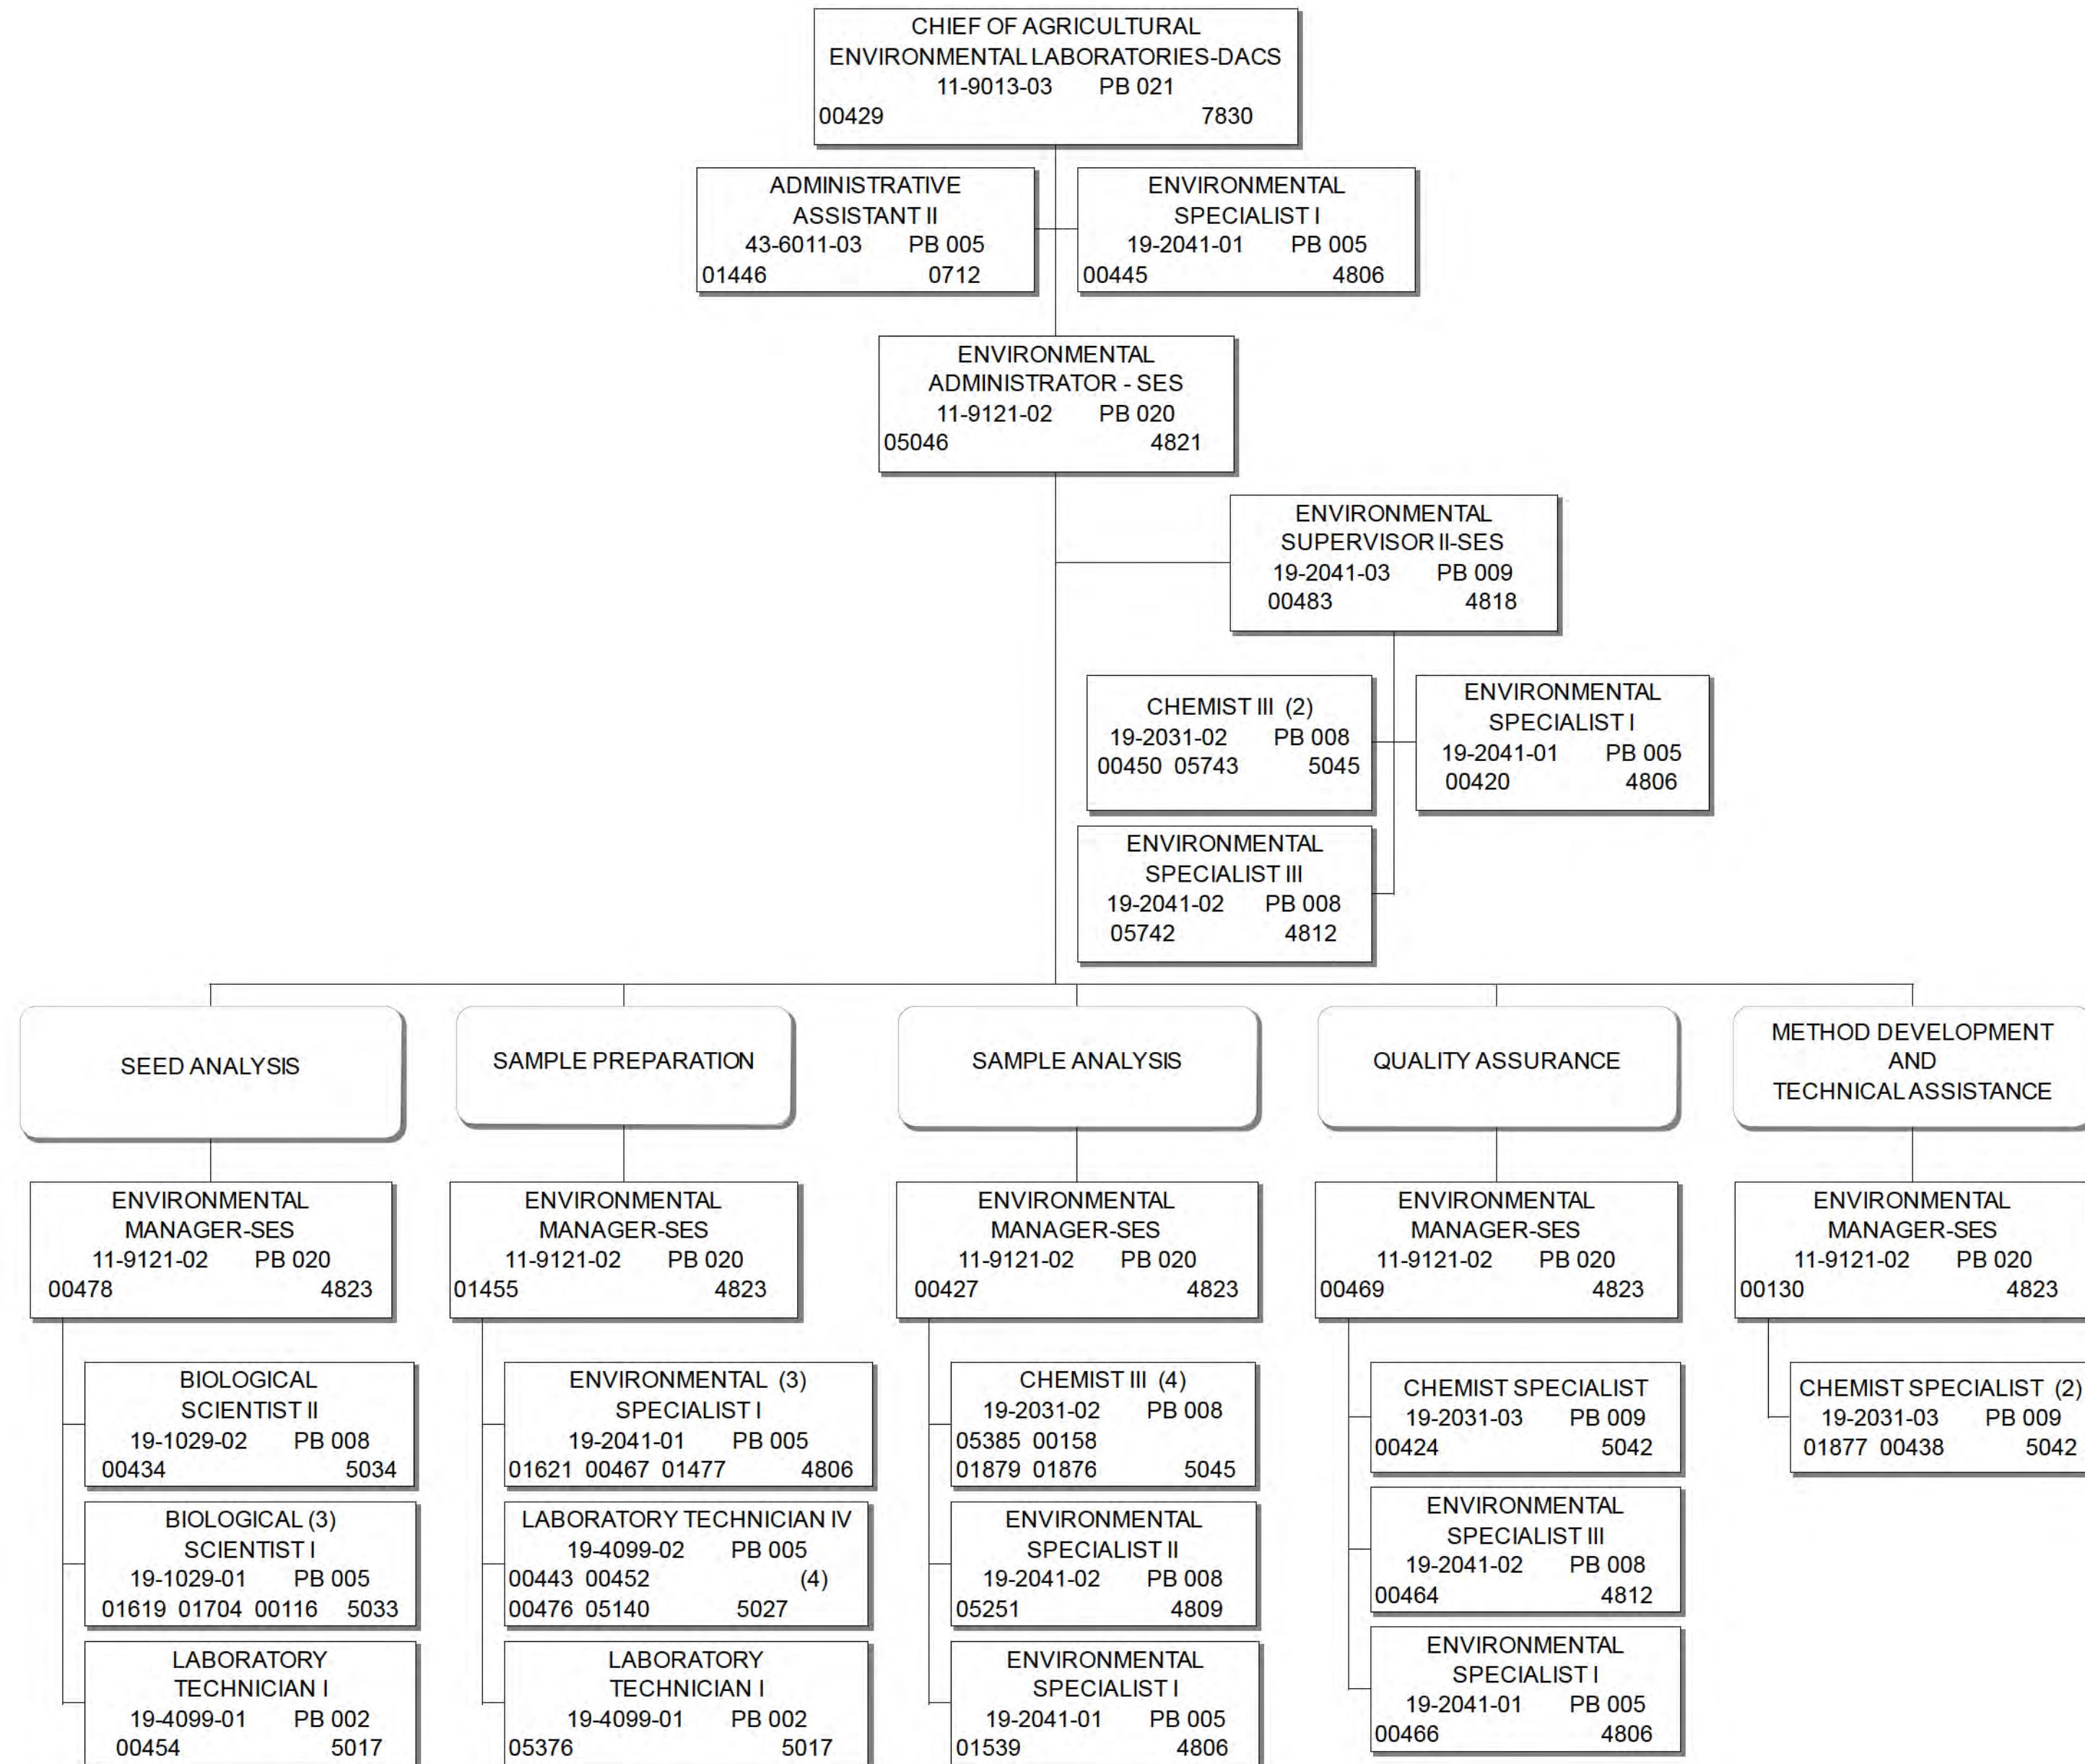 CHIEF OF AGRICULTURAL
ENVIRONMENTAL LABORATORIES-DACS
11-9013-03 PB 021
00429 7830
ADMINISTRATIVE
ASSISTANT II
43-6011-03 PB 005
01446 0712
ENVIRONMENTAL
SPECIALIST I
19-2041-01 PB 005
00445 4806
ENVIRONMENTAL
ADMINISTRATOR - SES
11-9121-02 PB 020
05046 4821
ENVIRONMENTAL
SUPERVISOR II-SES
19-2041-03 PB 009
00483 4818
CHEMIST III (2)
19-2031-02 PB 008
00450 05743 5045
ENVIRONMENTAL
SPECIALIST I
19-2041-01 PB 005
00420 4806
ENVIRONMENTAL
SPECIALIST III
19-2041-02 PB 008
05742 4812
SEED ANALYSIS
SAMPLE PREPARATION
SAMPLE ANALYSIS
QUALITY ASSURANCE
METHOD DEVELOPMENT
AND
TECHNICAL ASSISTANCE
ENVIRONMENTAL
MANAGER-SES
11-9121-02 PB 020
00478 4823
BIOLOGICAL
SCIENTIST II
19-1029-02 PB 008
00434 5034
BIOLOGICAL (3)
SCIENTIST I
19-1029-01 PB 005
01619 01704 00116 5033
LABORATORY
TECHNICIAN I
19-4099-01 PB 002
00454 5017
ENVIRONMENTAL
MANAGER-SES
11-9121-02 PB 020
01455 4823
ENVIRONMENTAL (3)
SPECIALIST I
19-2041-01 PB 005
01621 00467 01477 4806
LABORATORY TECHNICIAN IV
19-4099-02 PB 005
00443 00452 (4)
00476 05140 5027
LABORATORY
TECHNICIAN I
19-4099-01 PB 002
05376 5017
ENVIRONMENTAL
MANAGER-SES
11-9121-02 PB 020
00427 4823
CHEMIST III (4)
19-2031-02 PB 008
05385 00158
01879 01876 5045
ENVIRONMENTAL
SPECIALIST II
19-2041-02 PB 008
05251 4809
ENVIRONMENTAL
SPECIALIST I
19-2041-01 PB 005
01539 4806
ENVIRONMENTAL
MANAGER-SES
11-9121-02 PB 020
00469 4823
CHEMIST SPECIALIST
19-2031-03 PB 009
00424 5042
ENVIRONMENTAL
SPECIALIST III
19-2041-02 PB 008
00464 4812
ENVIRONMENTAL
SPECIALIST I
19-2041-01 PB 005
00466 4806
ENVIRONMENTAL
MANAGER-SES
11-9121-02 PB 020
00130 4823
CHEMIST SPECIALIST (2)
19-2031-03 PB 009
01877 00438 5042